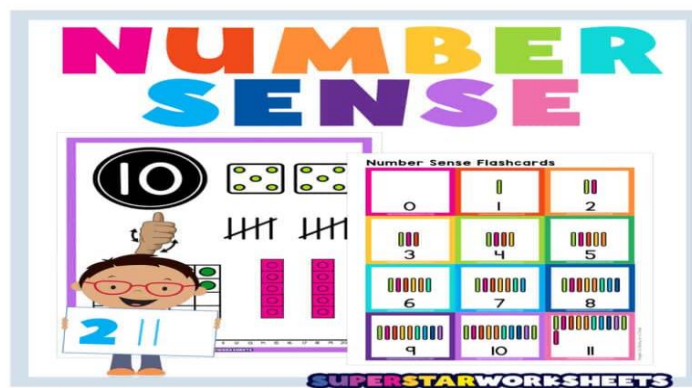 NUMBER
SENSE
10
Number Sense Flashcards
0 1 2
3 4 5
6 7 8
9 10 11
2 ||
SUPERSTARWORKSHEETS